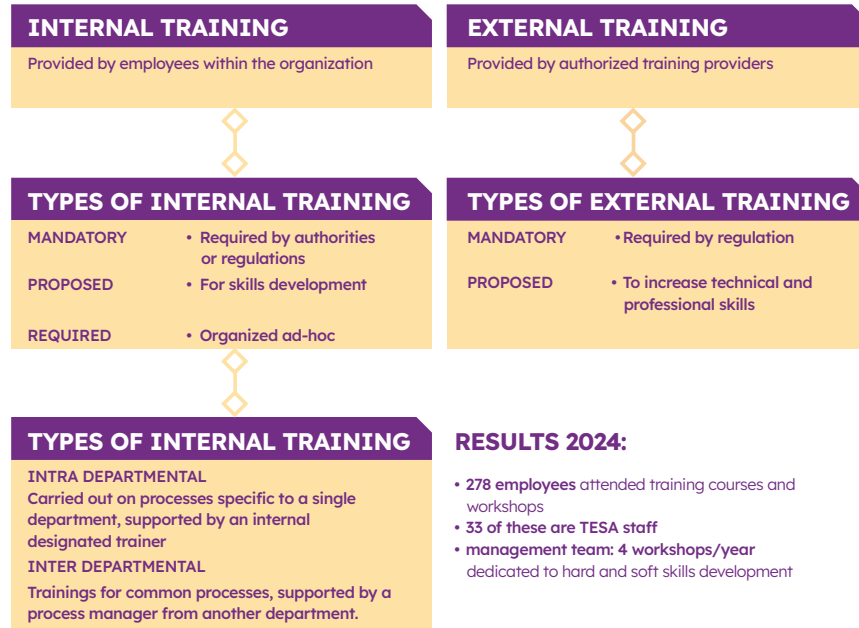 INTERNAL TRAINING
Provided by employees within the organization
EXTERNAL TRAINING
Provided by authorized training providers
TYPES OF INTERNAL TRAINING
MANDATORY • Required by authorities
or regulations
PROPOSED • For skills development
REQUIRED • Organized ad-hoc
TYPES OF EXTERNAL TRAINING
MANDATORY • Required by regulation
PROPOSED • To increase technical and
professional skills
TYPES OF INTERNAL TRAINING
INTRA DEPARTMENTAL
Carried out on processes specific to a single
department, supported by an internal
designated trainer
INTER DEPARTMENTAL
Trainings for common processes, supported by a
process manager from another department.
RESULTS 2024:
• 278 employees attended training courses and
workshops
• 33 of these are TESA staff
• management team: 4 workshops/year
dedicated to hard and soft skills development